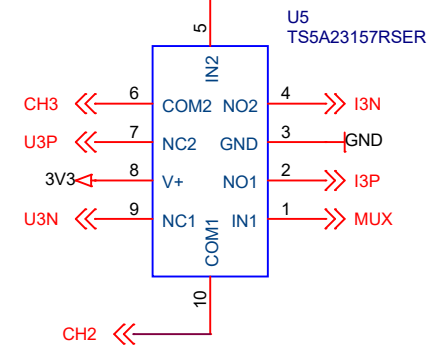 U5
TS5A23157RSER
5
IN2
CH3 6 COM2 NO2 4 I3N
U3P 7 NC2 GND 3 GND
3V3 8 V+ NO1 2 I3P
U3N 9 NC1 IN1 1 MUX
COM1
10
CH2